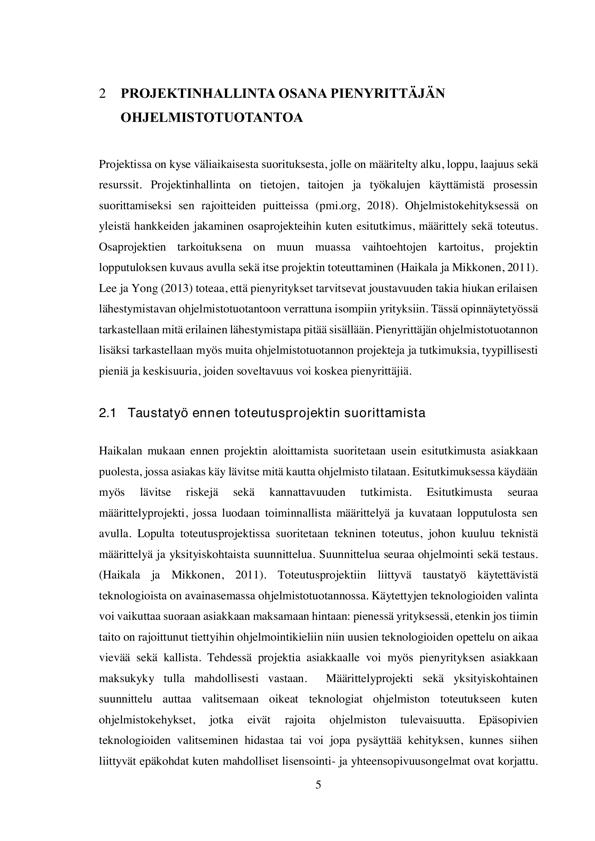 2 PROJEKTINHALLINTA OSANA PIENYRITTÄJÄN
OHJELMISTOTUOTANTOA
Projektissa on kyse väliaikaisesta suorituksesta, jolle on määritelty alku, loppu, laajuus sekä
resurssit. Projektinhallinta on tietojen, taitojen ja työkalujen käyttämistä prosessin
suorittamiseksi sen rajoitteiden puitteissa (pmi.org, 2018). Ohjelmistokehityksessä on
yleistä hankkeiden jakaminen osaprojekteihin kuten esitutkimus, määrittely sekä toteutus.
Osaprojektien tarkoituksena on muun muassa vaihtoehtojen kartoitus, projektin
lopputuloksen kuvaus avulla sekä itse projektin toteuttaminen (Haikala ja Mikkonen, 2011).
Lee ja Yong (2013) toteaa, että pienyritykset tarvitsevat joustavuuden takia hiukan erilaisen
lähestymistavan ohjelmistotuotantoon verrattuna isompiin yrityksiin. Tässä opinnäytetyössä
tarkastellaan mitä erilainen lähestymistapa pitää sisällään. Pienyrittäjän ohjelmistotuotannon
lisäksi tarkastellaan myös muita ohjelmistotuotannon projekteja ja tutkimuksia, tyypillisesti
pieniä ja keskisuuria, joiden soveltavuus voi koskea pienyrittäjiä.
2.1 Taustatyö ennen toteutusprojektin suorittamista
Haikalan mukaan ennen projektin aloittamista suoritetaan usein esitutkimusta asiakkaan
puolesta, jossa asiakas käy lävitse mitä kautta ohjelmisto tilataan. Esitutkimuksessa käydään
myös lävitse riskejä sekä kannattavuuden tutkimista. Esitutkimusta seuraa
määrittelyprojekti, jossa luodaan toiminnallista määrittelyä ja kuvataan lopputulosta sen
avulla. Lopulta toteutusprojektissa suoritetaan tekninen toteutus, johon kuuluu teknistä
määrittelyä ja yksityiskohtaista suunnittelua. Suunnittelua seuraa ohjelmointi sekä testaus.
(Haikala ja Mikkonen, 2011). Toteutusprojektiin liittyvä taustatyö käytettävistä
teknologioista on avainasemassa ohjelmistotuotannossa. Käytettyjen teknologioiden valinta
voi vaikuttaa suoraan asiakkaan maksamaan hintaan: pienessä yrityksessä, etenkin jos tiimin
taito on rajoittunut tiettyihin ohjelmointikieliin niin uusien teknologioiden opettelu on aikaa
vievää sekä kallista. Tehdessä projektia asiakkaalle voi myös pienyrityksen asiakkaan
maksukyky tulla mahdollisesti vastaan. Määrittelyprojekti sekä yksityiskohtainen
suunnittelu auttaa valitsemaan oikeat teknologiat ohjelmiston toteutukseen kuten
ohjelmistokehykset, jotka eivät rajoita ohjelmiston tulevaisuutta. Epäsopivien
teknologioiden valitseminen hidastaa tai voi jopa pysäyttää kehityksen, kunnes siihen
liittyvät epäkohdat kuten mahdolliset lisensointi- ja yhteensopivuusongelmat ovat korjattu.
5